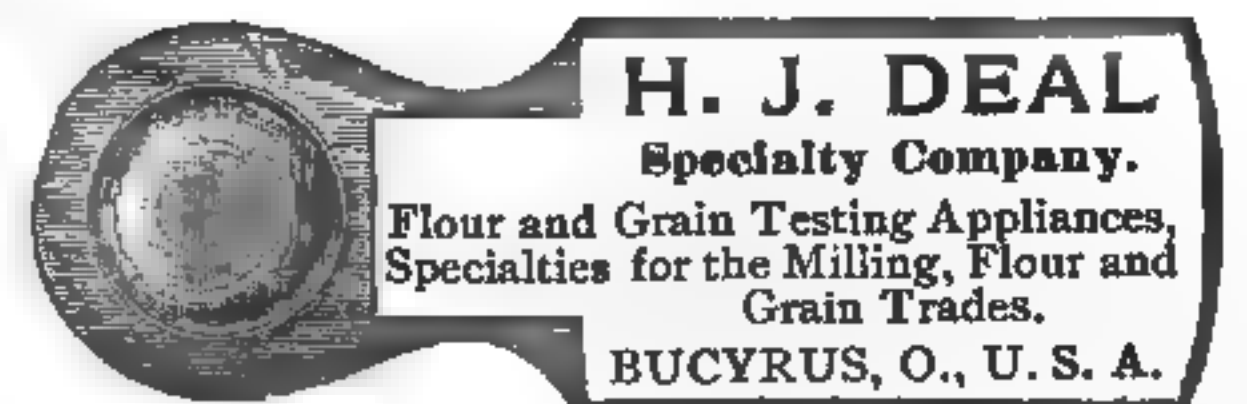 H. J. DEAL
Specialty Company.
Flour and Grain Testing Appliances,
Specialties for the Milling, Flour and
Grain Trades.
BUCYRUS, O., U. S. A.